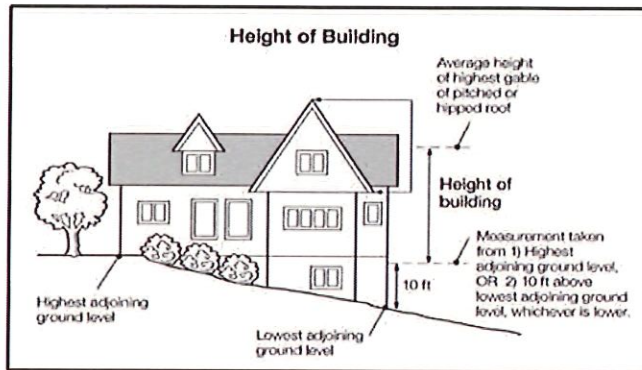 Height of Building
Average height
of highest gable
of pitched or
hipped roof
Height of
building
Measurement taken
from 1) Highest
adjoining ground level,
OR 2) 10 ft above
lowest adjoining ground
level, whichever is lower.
10 ft
Highest adjoining
ground level
Lowest adjoining
ground level